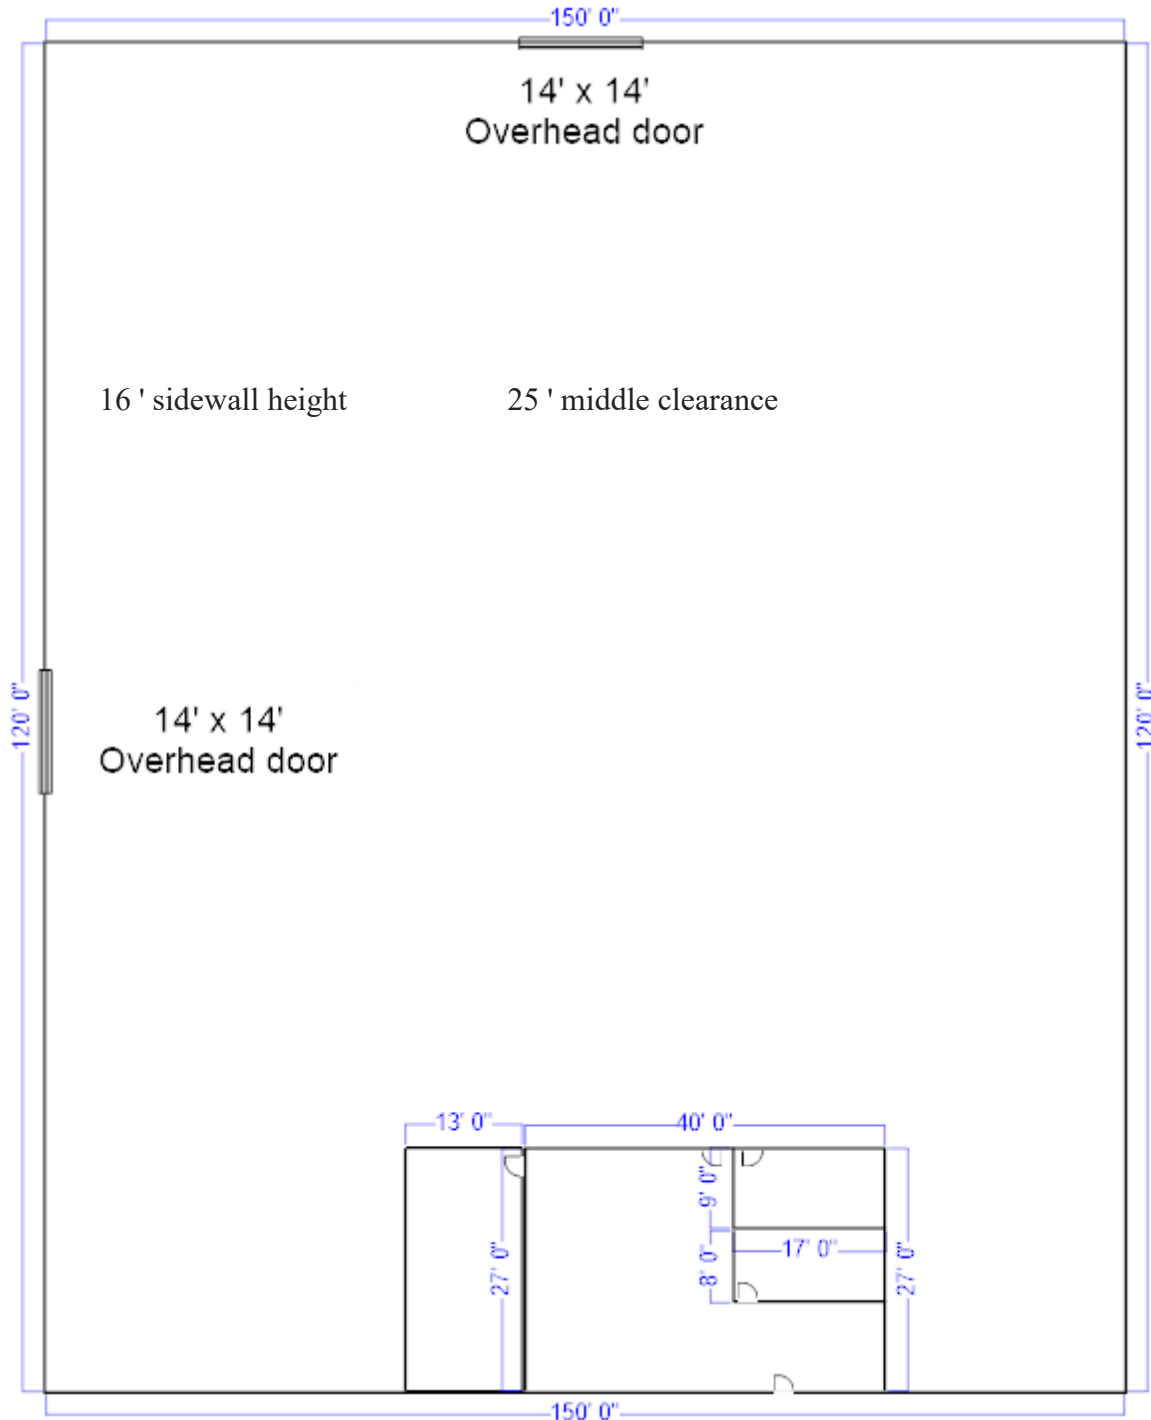 150' 0"
14' x 14'
Overhead door
16 ' sidewall height
25 ' middle clearance
120' 0"
120' 0"
14' x 14'
Overhead door
13' 0"
40' 0"
9' 0"
17' 0"
8' 0"
27' 0"
27' 0"
150' 0"